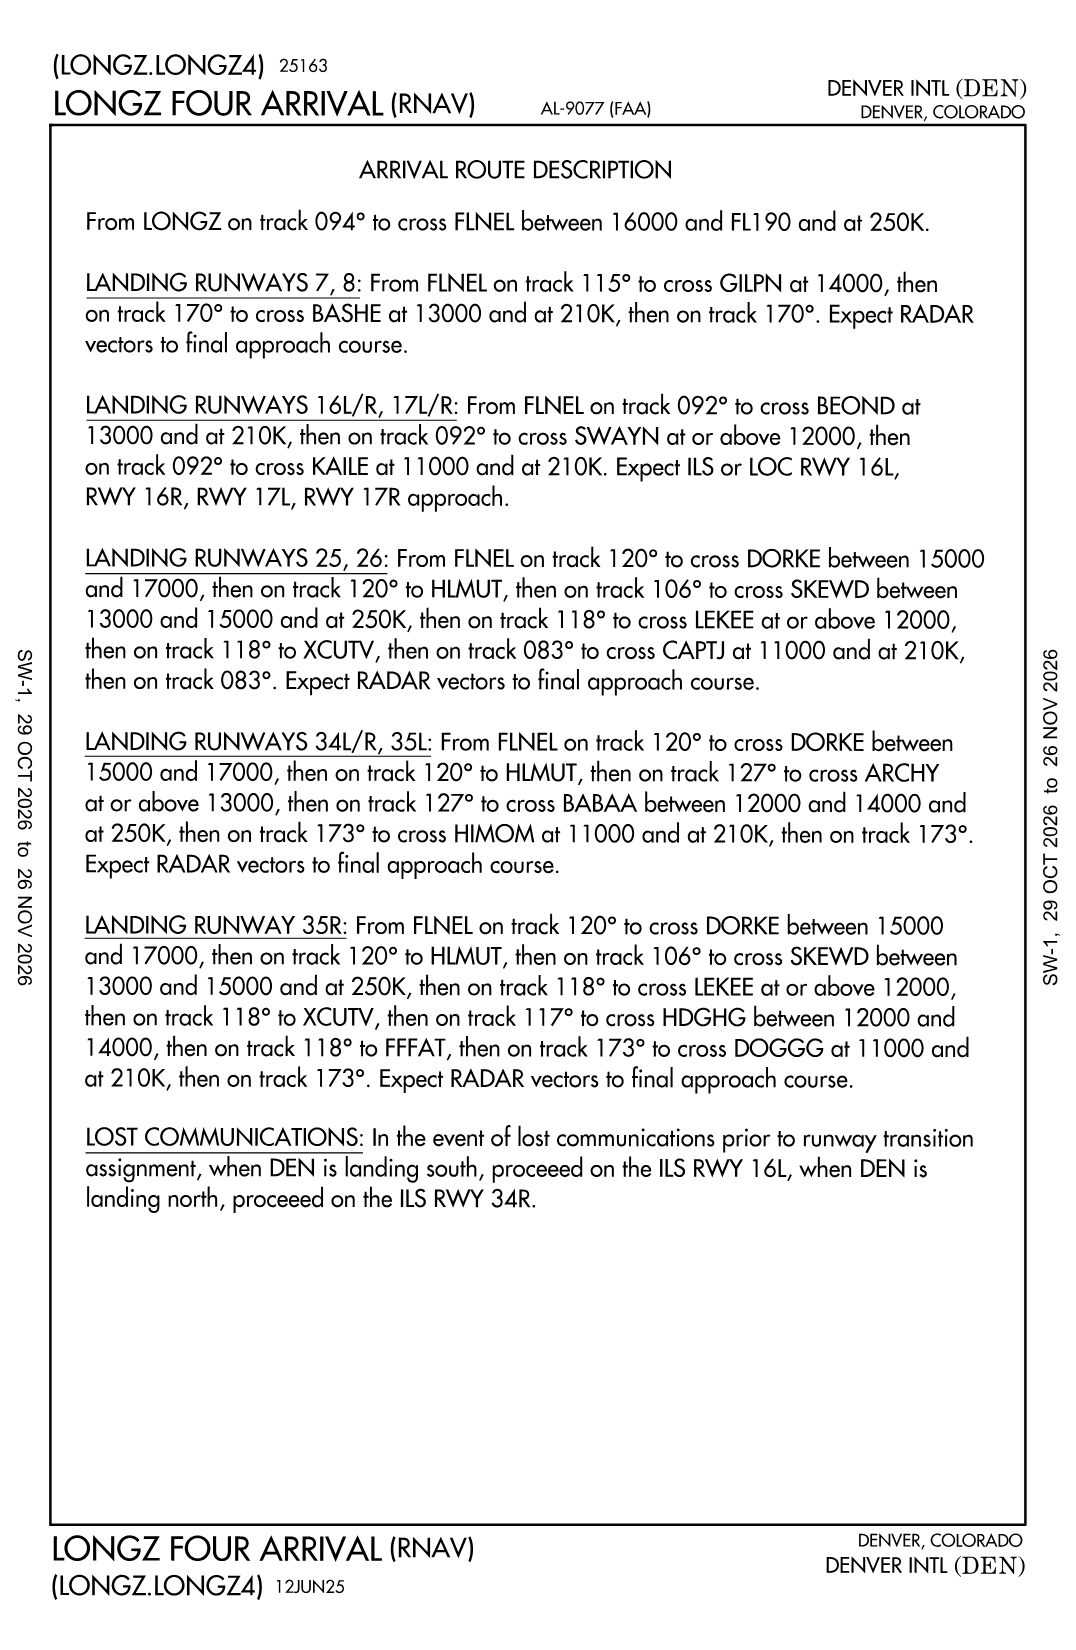 (LONGZ.LONGZ4) 25163
LONGZ FOUR ARRIVAL (RNAV)
AL-9077 (FAA)
DENVER INTL (DEN)
DENVER, COLORADO
ARRIVAL ROUTE DESCRIPTION
From LONGZ on track 094° to cross FLNEL between 16000 and FL190 and at 250K.
LANDING RUNWAYS 7, 8: From FLNEL on track 115° to cross GILPN at 14000, then
on track 170° to cross BASHE at 13000 and at 210K, then on track 170°. Expect RADAR
vectors to final approach course.
LANDING RUNWAYS 16L/R, 17L/R: From FLNEL on track 092° to cross BEOND at
13000 and at 210K, then on track 092° to cross SWAYN at or above 12000, then
on track 092° to cross KAILE at 11000 and at 210K. Expect ILS or LOC RWY 16L,
RWY 16R, RWY 17L, RWY 17R approach.
LANDING RUNWAYS 25, 26: From FLNEL on track 120° to cross DORKE between 15000
and 17000, then on track 120° to HLMUT, then on track 106° to cross SKEWD between
13000 and 15000 and at 250K, then on track 118° to cross LEKEE at or above 12000,
then on track 118° to XCUTV, then on track 083° to cross CAPTJ at 11000 and at 210K,
then on track 083°. Expect RADAR vectors to final approach course.
LANDING RUNWAYS 34L/R, 35L: From FLNEL on track 120° to cross DORKE between
15000 and 17000, then on track 120° to HLMUT, then on track 127° to cross ARCHY
at or above 13000, then on track 127° to cross BABAA between 12000 and 14000 and
at 250K, then on track 173° to cross HIMOM at 11000 and at 210K, then on track 173°.
Expect RADAR vectors to final approach course.
LANDING RUNWAY 35R: From FLNEL on track 120° to cross DORKE between 15000
and 17000, then on track 120° to HLMUT, then on track 106° to cross SKEWD between
13000 and 15000 and at 250K, then on track 118° to cross LEKEE at or above 12000,
then on track 118° to XCUTV, then on track 117° to cross HDGHG between 12000 and
14000, then on track 118° to FFFAT, then on track 173° to cross DOGGG at 11000 and
at 210K, then on track 173°. Expect RADAR vectors to final approach course.
LOST COMMUNICATIONS: In the event of lost communications prior to runway transition
assignment, when DEN is landing south, proceeed on the ILS RWY 16L, when DEN is
landing north, proceeed on the ILS RWY 34R.
SW-1, 29 OCT 2026 to 26 NOV 2026
SW-1, 29 OCT 2026 to 26 NOV 2026
LONGZ FOUR ARRIVAL (RNAV)
(LONGZ.LONGZ4) 12JUN25
DENVER, COLORADO
DENVER INTL (DEN)